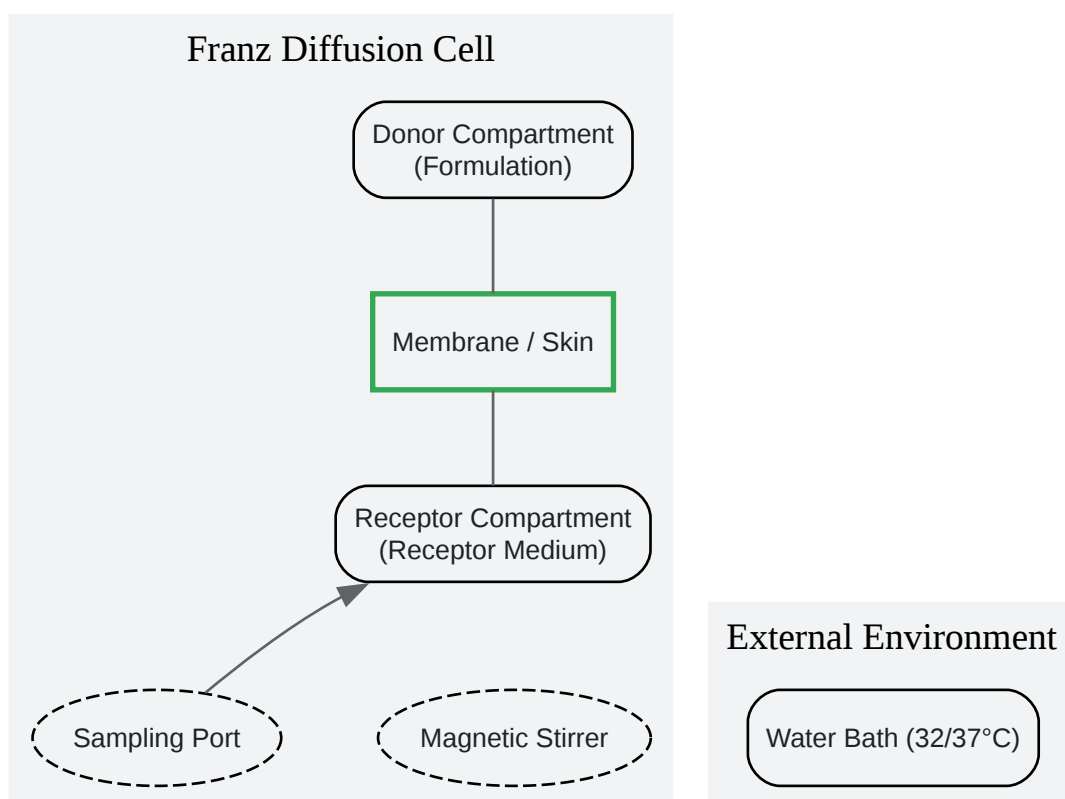 Franz Diffusion Cell
Donor Compartment
(Formulation)
Membrane / Skin
Receptor Compartment
(Receptor Medium)
External Environment
Sampling Port
Magnetic Stirrer
Water Bath (32/37°C)